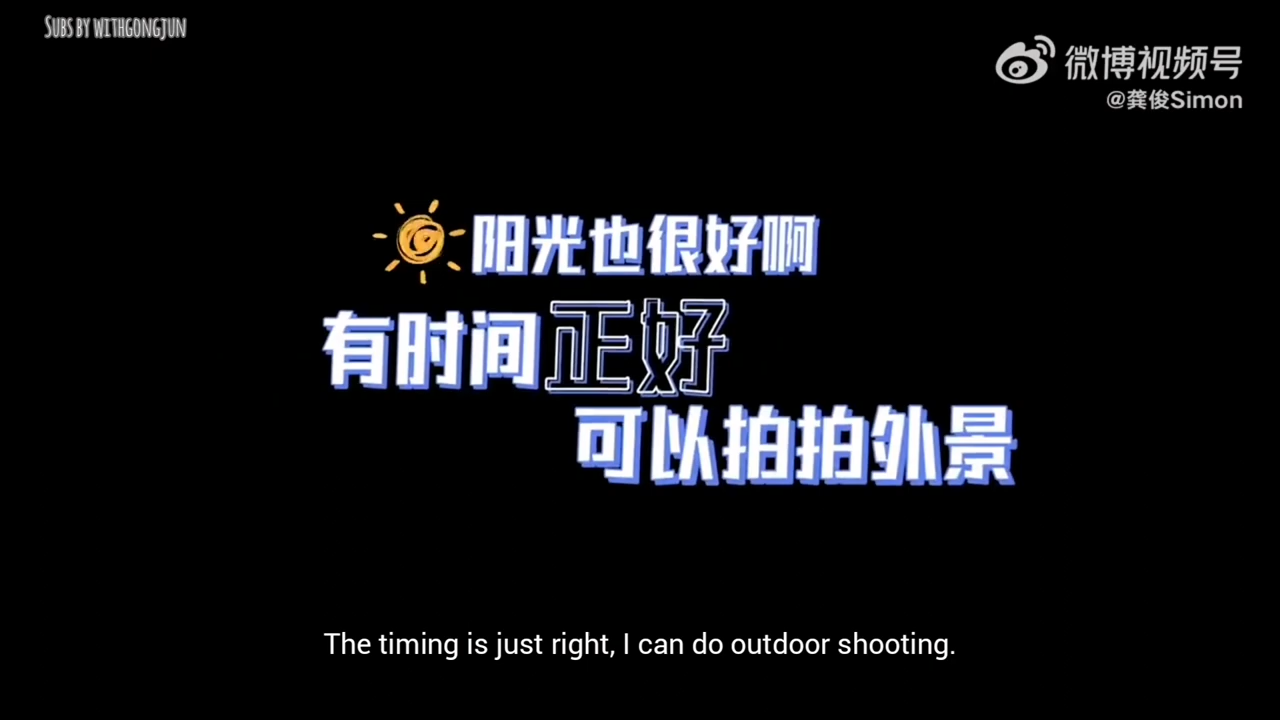 SUBS BY WITHGONGJUN
微博视频号
@龚俊Simon
阳光也很好啊
有时间正好
可以拍拍外景
The timing is just right, I can do outdoor shooting.